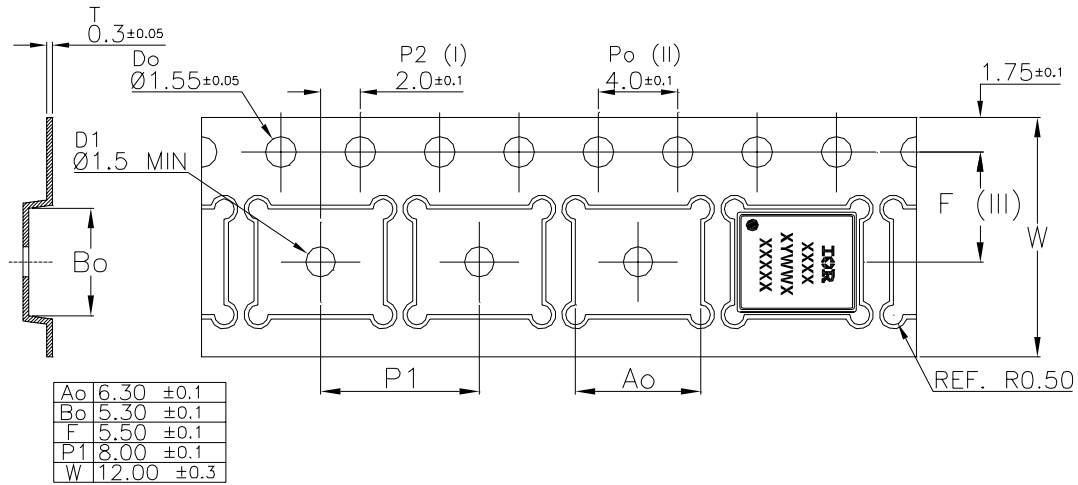 T
0.3±0.05
Do
Ø1.55±0.05
P2 (I)
2.0±0.1
Po (II)
4.0±0.1
1.75±0.1
D1
Ø1.5 MIN
Bo
F (III)
W
IOR
XXXX
XYWWX
XXXXX
P1
Ao
REF. R0.50
Ao 6.30 ±0.1
Bo 5.30 ±0.1
F 5.50 ±0.1
P1 8.00 ±0.1
W 12.00 ±0.3